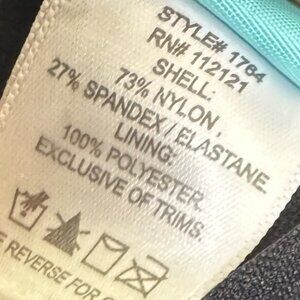 STYLE# 1764
RN# 112121
SHELL:
73% NYLON,
27% SPANDEX / ELASTANE
LINING:
100% POLYESTER.
EXCLUSIVE OF TRIMS.
REVERSE FOR